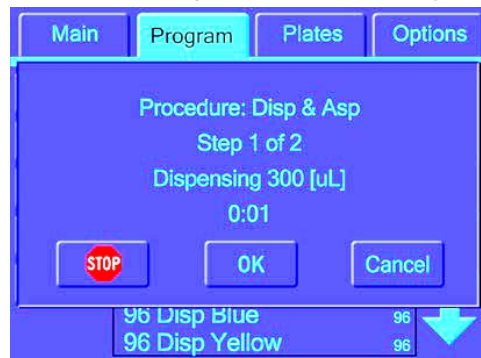 Main Program Plates Options
Procedure: Disp & Asp
Step 1 of 2
Dispensing 300 [uL]
0:01
STOP OK Cancel
96 Disp Blue 96
96 Disp Yellow 96